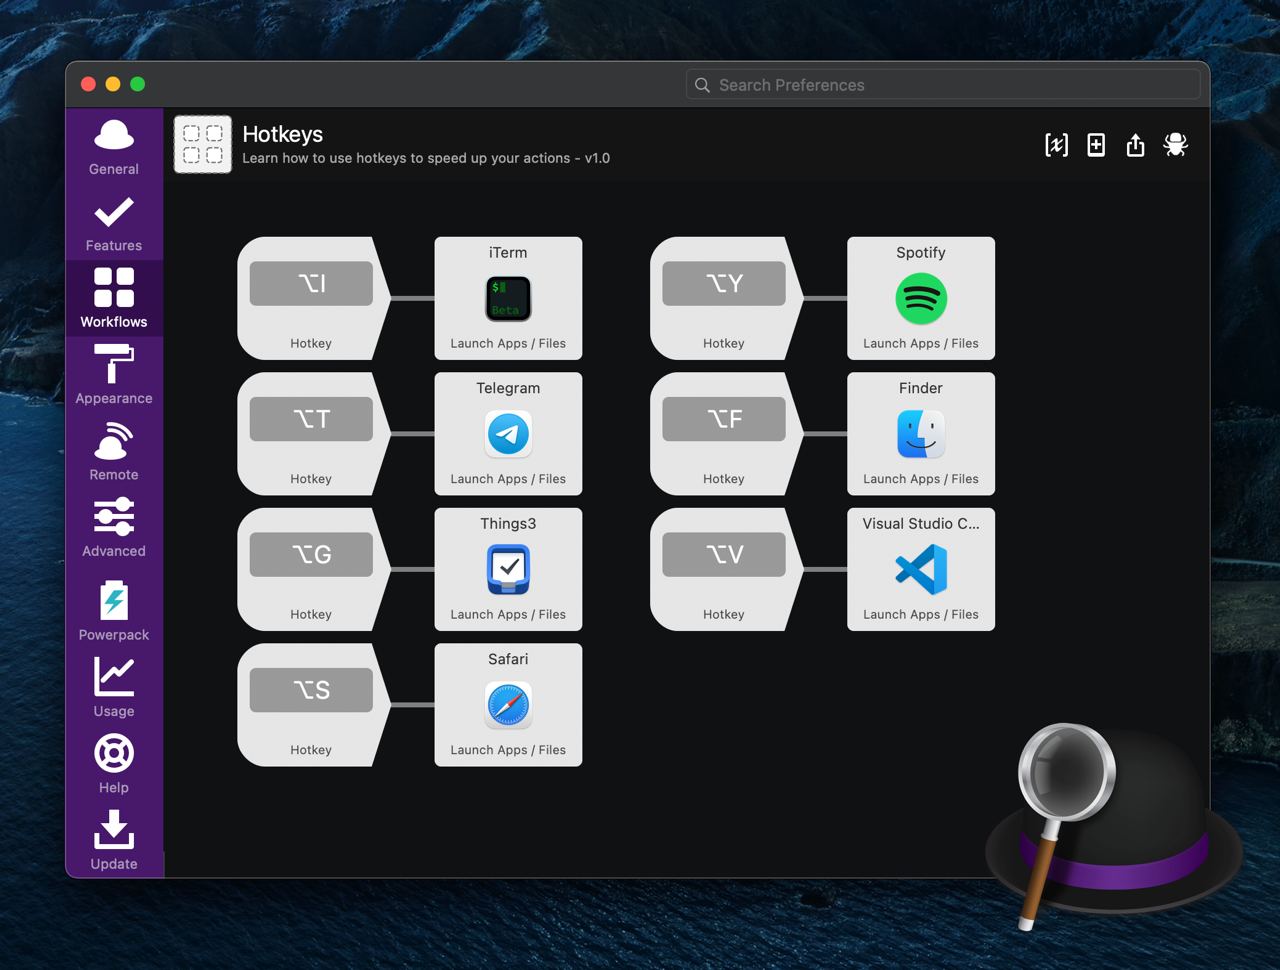 Search Preferences
Hotkeys
Learn how to use hotkeys to speed up your actions - v1.0
General
Features
Workflows
Appearance
Remote
Advanced
Powerpack
Usage
Help
Update
⌥I
Hotkey
iTerm
$
Beta
Launch Apps / Files
⌥Y
Hotkey
Spotify
Launch Apps / Files
⌥T
Hotkey
Telegram
Launch Apps / Files
⌥F
Hotkey
Finder
Launch Apps / Files
⌥G
Hotkey
Things3
Launch Apps / Files
⌥V
Hotkey
Visual Studio C...
Launch Apps / Files
⌥S
Hotkey
Safari
Launch Apps / Files